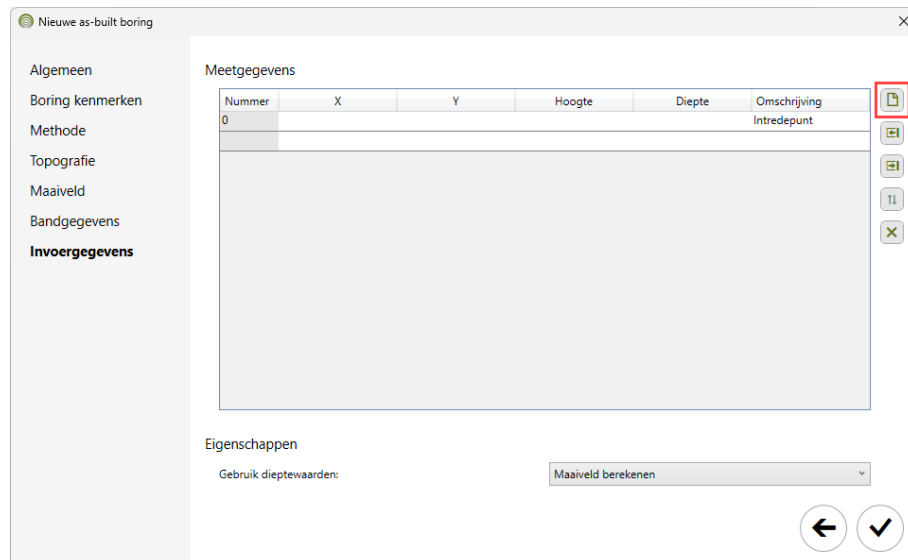 Nieuwe as-built boring
Algemeen
Boring kenmerken
Methode
Topografie
Maaiveld
Bandgegevens
Invoergegevens
Meetgegevens
Nummer X Y Hoogte Diepte Omschrijving
0 Intredepunt
Eigenschappen
Gebruik dieptewaarden: Maaiveld berekenen